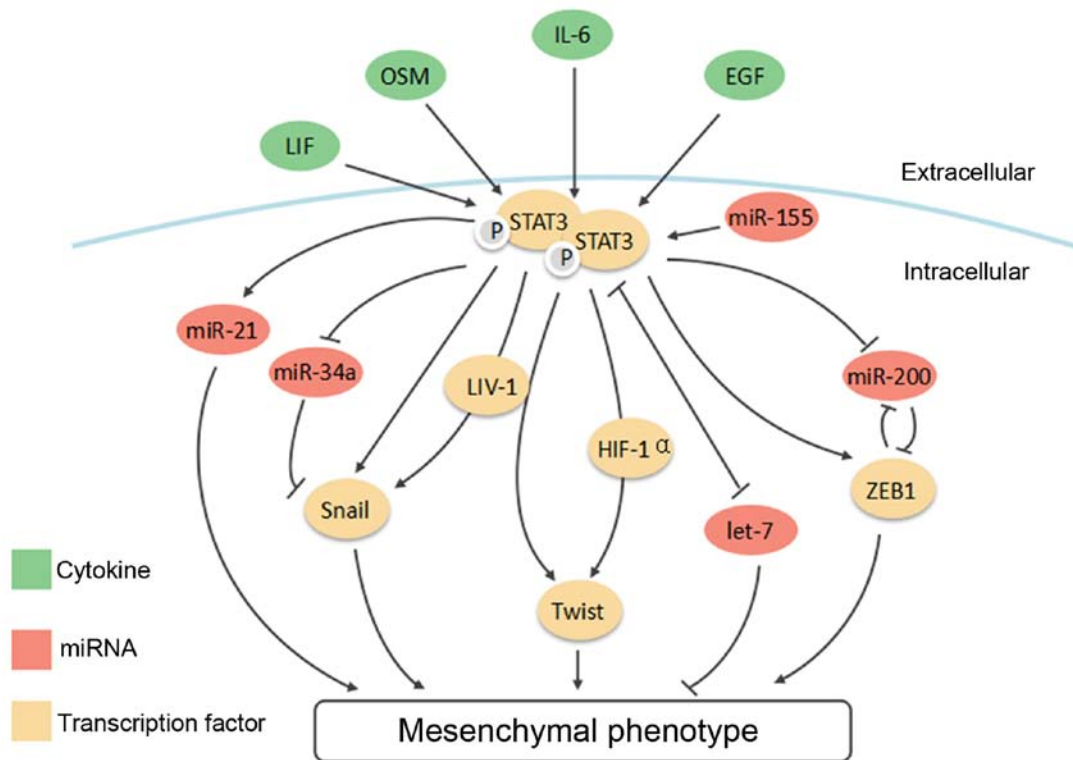 IL-6
OSM
EGF
LIF
Extracellular
miR-155
STAT3
P
STAT3
P
Intracellular
miR-21
miR-34a
LIV-1
miR-200
HIF-1 α
ZEB1
Snail
let-7
Cytokine
Twist
miRNA
Transcription factor
Mesenchymal phenotype